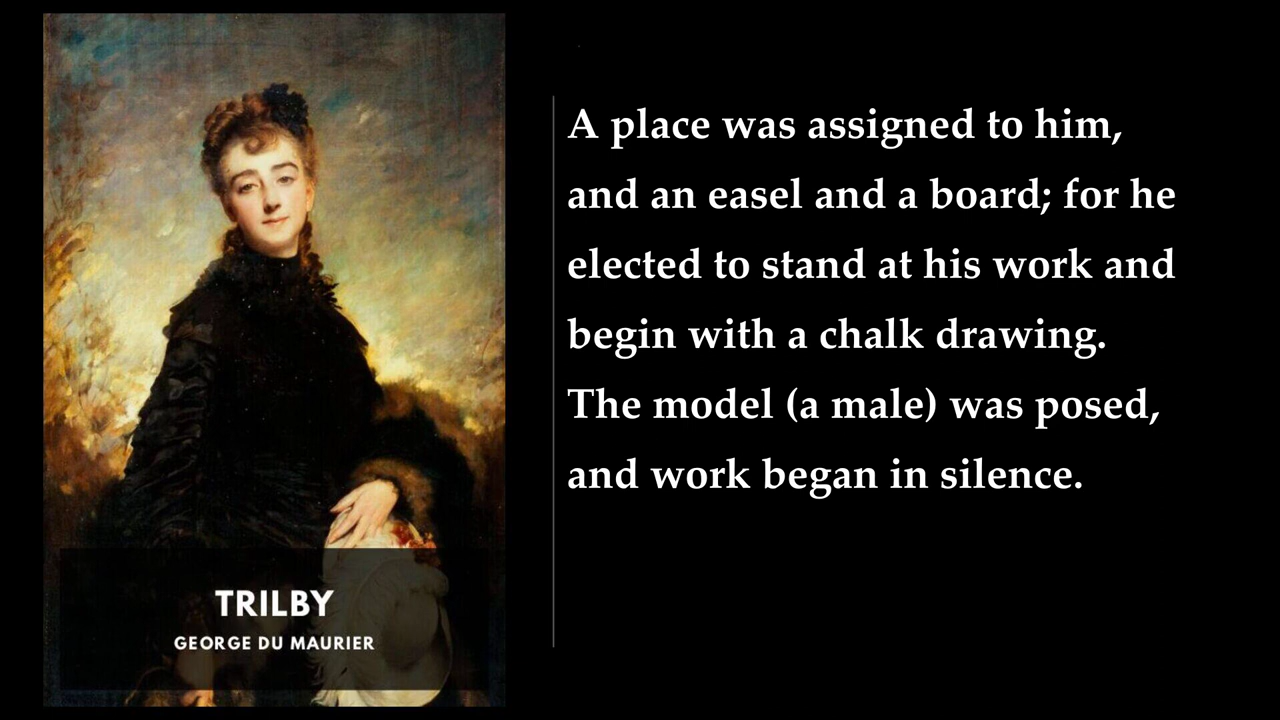 TRILBY
GEORGE DU MAURIER
A place was assigned to him,
and an easel and a board; for he
elected to stand at his work and
begin with a chalk drawing.
The model (a male) was posed,
and work began in silence.